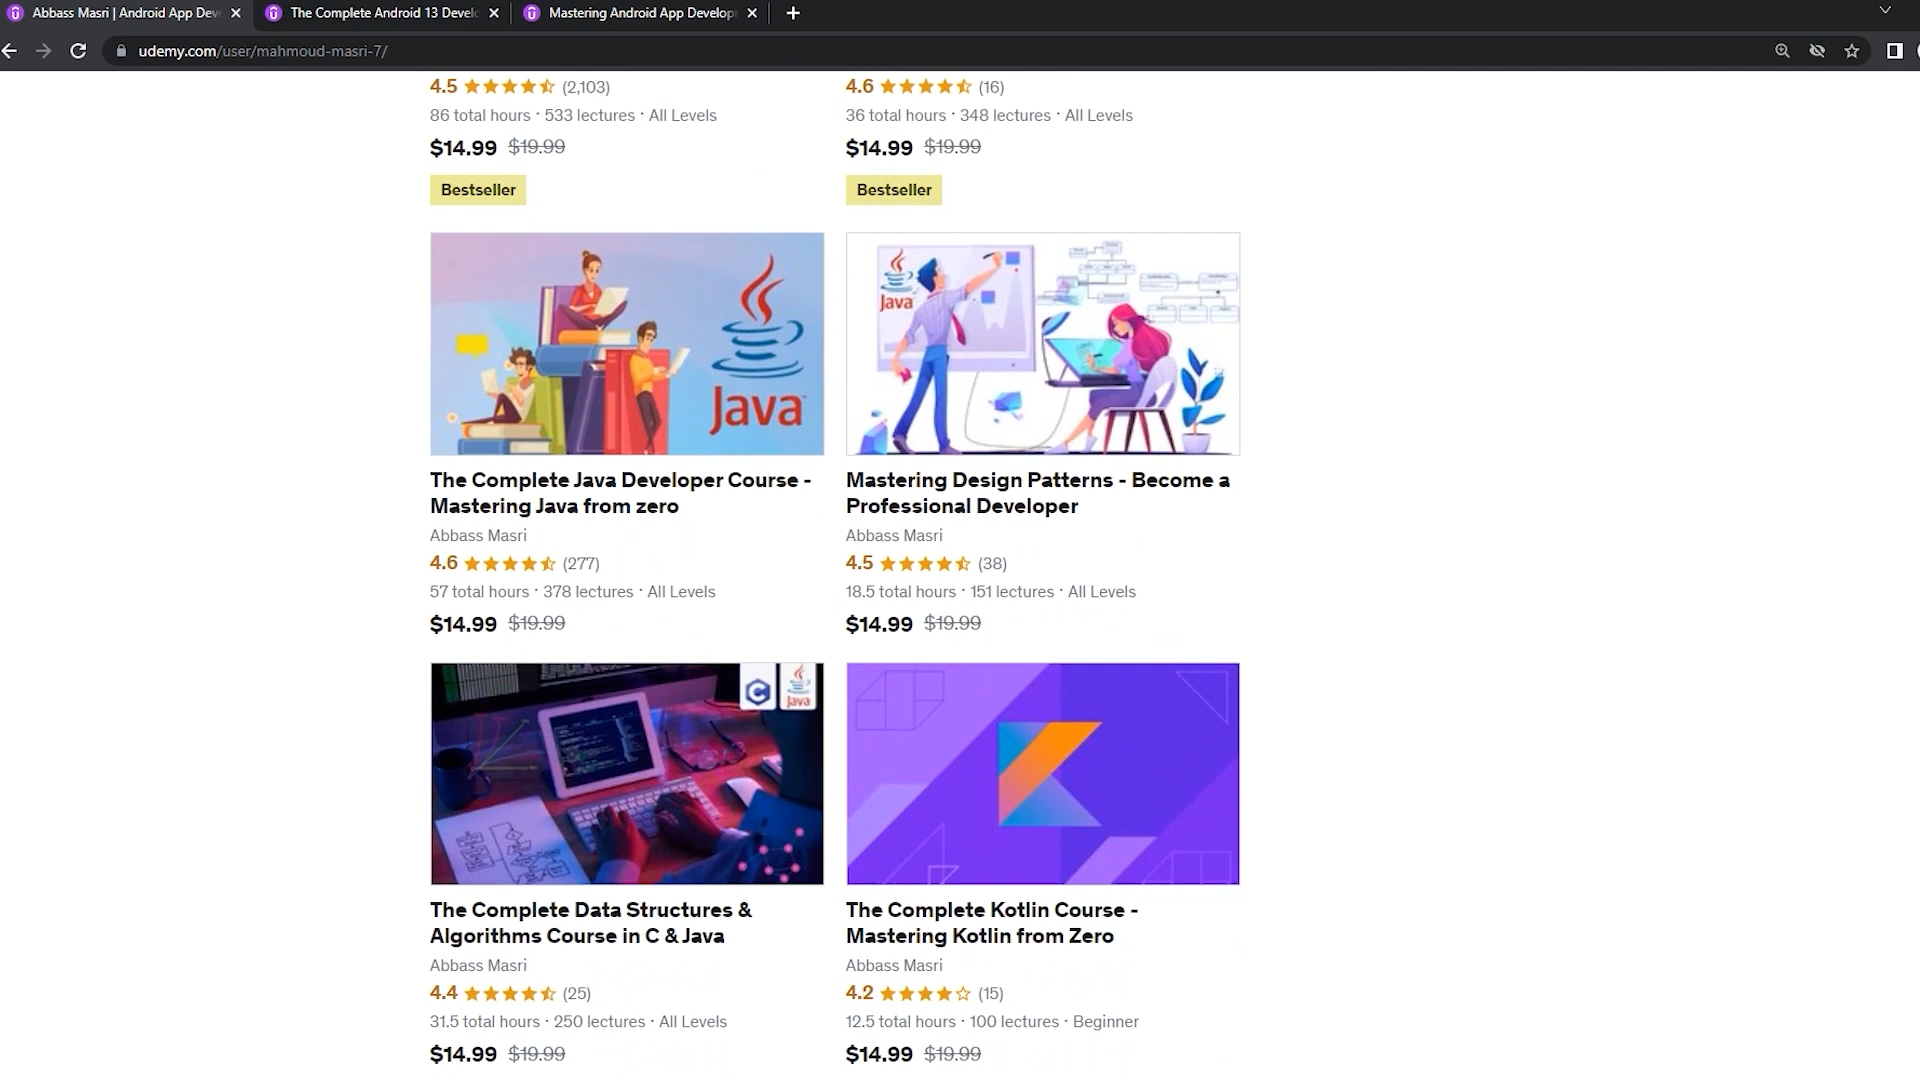 Abbass Masri | Android App Dev
The Complete Android 13 Devel
Mastering Android App Develop
udemy.com/user/mahmoud-masri-7/
4.5 (2,103)
86 total hours · 533 lectures · All Levels
$14.99 $19.99
Bestseller
4.6 (16)
36 total hours · 348 lectures · All Levels
$14.99 $19.99
Bestseller
Java
The Complete Java Developer Course -
Mastering Java from zero
Abbass Masri
4.6 (277)
57 total hours · 378 lectures · All Levels
$14.99 $19.99
Java
Mastering Design Patterns - Become a
Professional Developer
Abbass Masri
4.5 (38)
18.5 total hours · 151 lectures · All Levels
$14.99 $19.99
C
Java
The Complete Data Structures &
Algorithms Course in C & Java
Abbass Masri
4.4 (25)
31.5 total hours · 250 lectures · All Levels
$14.99 $19.99
The Complete Kotlin Course -
Mastering Kotlin from Zero
Abbass Masri
4.2 (15)
12.5 total hours · 100 lectures · Beginner
$14.99 $19.99